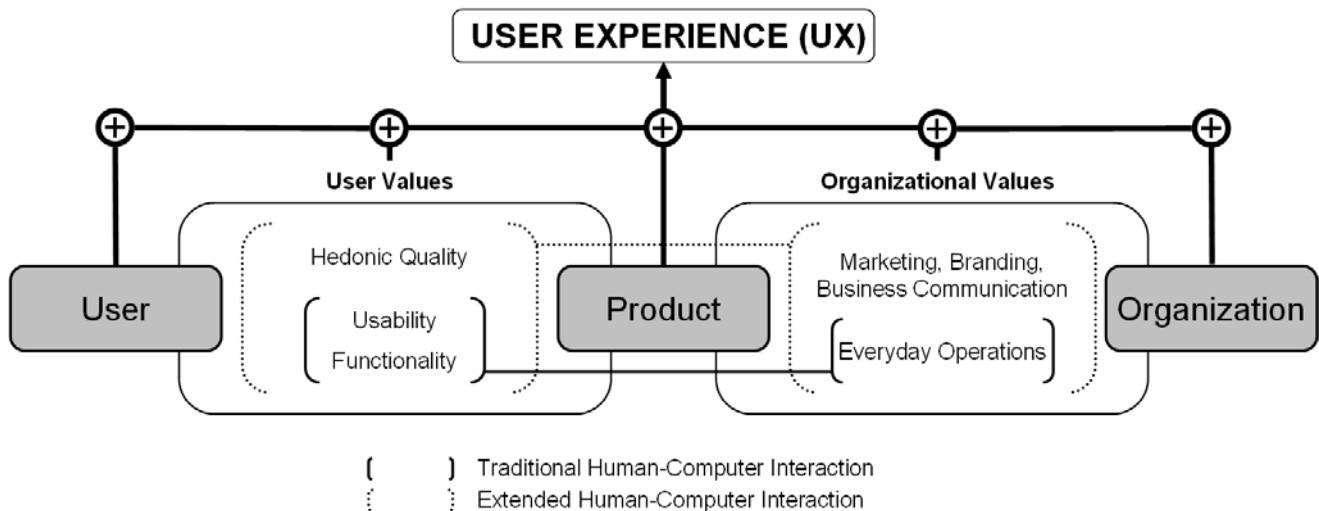 USER EXPERIENCE (UX)
User Values
Organizational Values
Hedonic Quality
Marketing, Branding,
Business Communication
User
Product
Organization
Usability
Functionality
Everyday Operations
Traditional Human-Computer Interaction
Extended Human-Computer Interaction